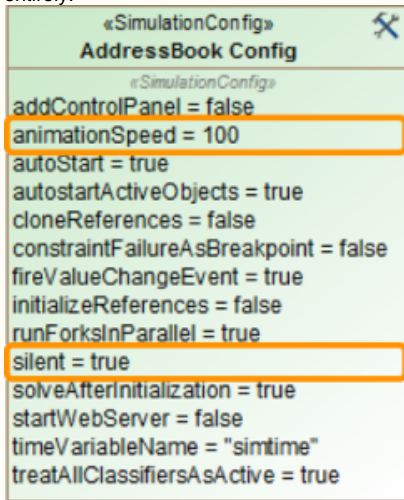 entirely.
«SimulationConfig»
AddressBook Config
«SimulationConfig»
addControlPanel = false
animationSpeed = 100
autoStart = true
autostartActiveObjects = true
cloneReferences = false
constraintFailureAsBreakpoint = false
fireValueChangeEvent = true
initializeReferences = false
runForksInParallel = true
silent = true
solveAfterInitialization = true
startWebServer = false
timeVariableName = "simtime"
treatAllClassifiersAsActive = true